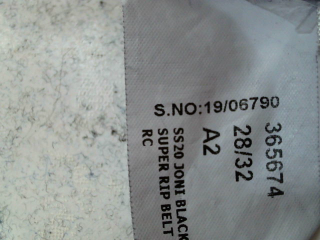 S.NO:19/06790
365674
28/32
A2
SS20 JONI BLACK
SUPER RIP BELT
RC